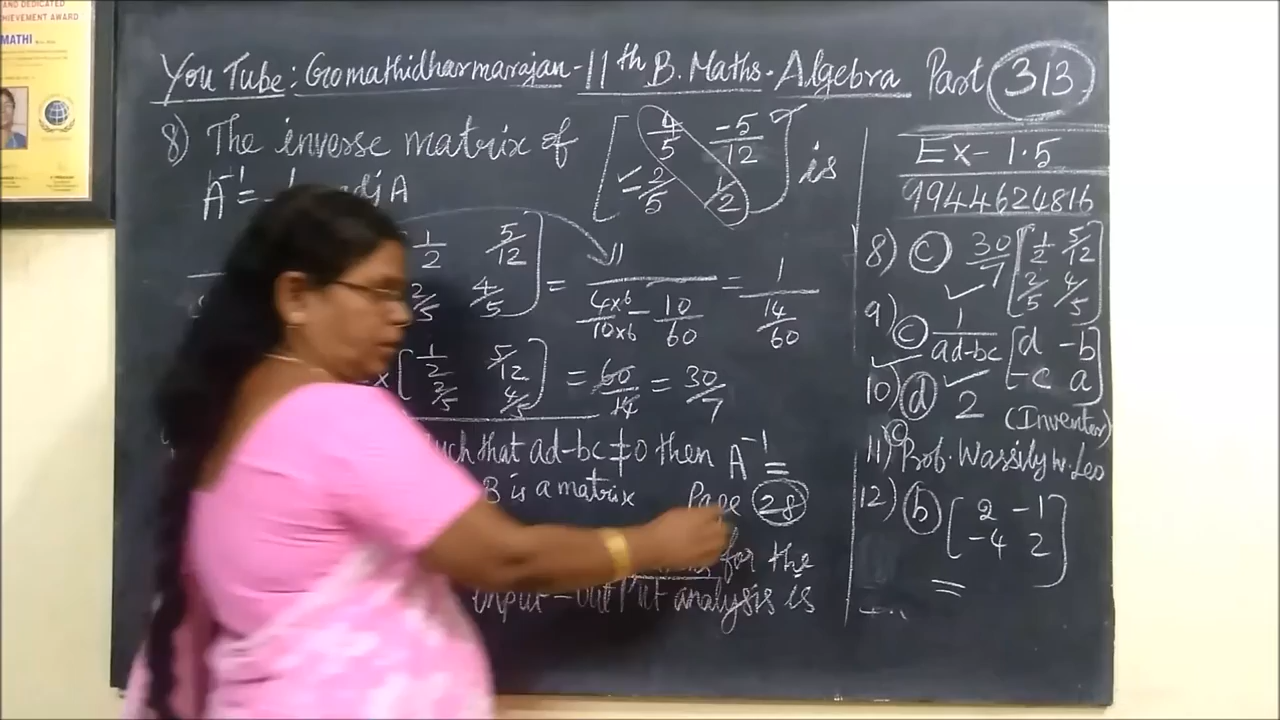 AND DEDICATED
CHIEVEMENT AWARD
MATHI
You Tube: Gomathidharmarajan - 11th B. Maths - Algebra Part 313
8) The inverse matrix of [4/5 -5/12
-2/5 1/2] is
A⁻¹ = adj A
1/2 5/12
2/5 4/5] = 1/(4x6/10x6 - 10/60) = 1/(14/60)
x [1/2 5/12
2/5 4/5] = 60/14 = 30/7
such that ad-bc ≠ 0 then A⁻¹ =
B is a matrix Page 28
for the
input-output analysis is
Ex - 1.5
9944624816
8) c 30/7 [1/2 5/12
2/5 4/5]
9) c 1/ad-bc [d -b
-c a]
10) d 2 (Inventor)
11) c Prof. Wassily W. Leo
12) b [2 -1
-4 2]